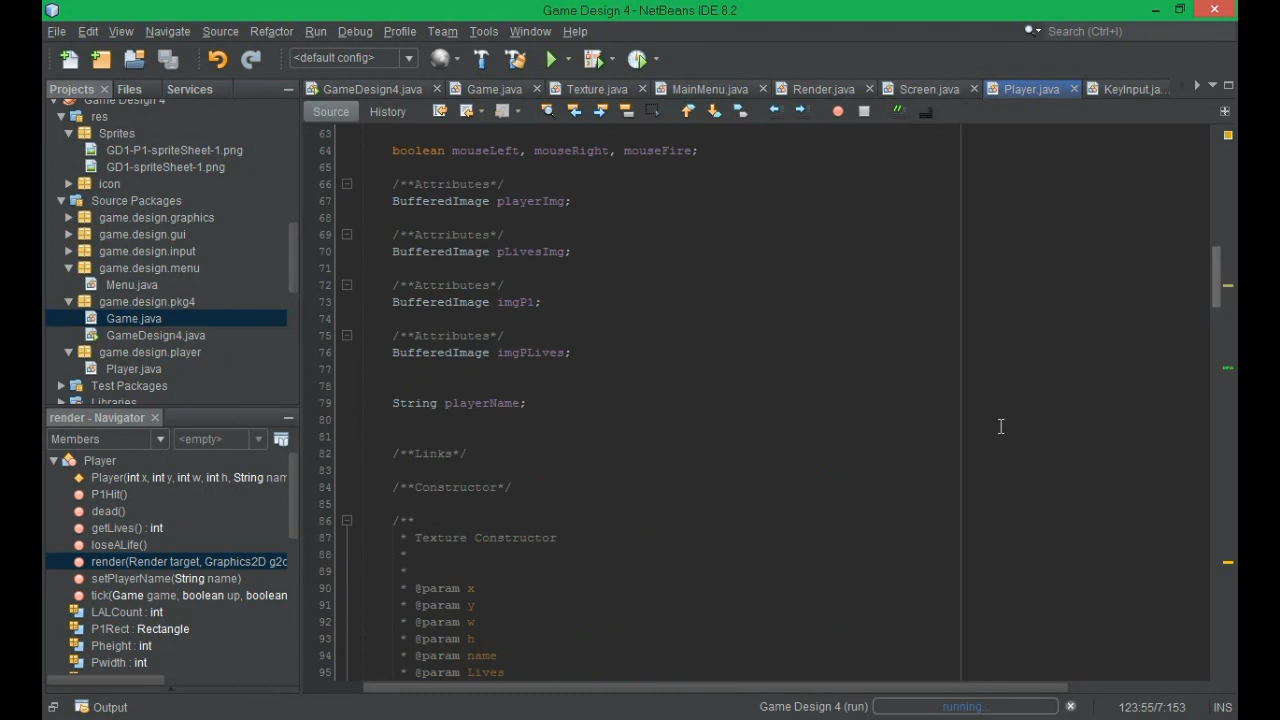 Game Design 4 - NetBeans IDE 8.2
File Edit View Navigate Source Refactor Run Debug Profile Team Tools Window Help
Search (Ctrl+I)
<default config>
Projects Files Services
GameDesign4.java Game.java Texture.java MainMenu.java Render.java Screen.java Player.java KeyInput.ja...
Source History
Game Design 4
res
Sprites
GD1-P1-spriteSheet-1.png
GD1-spriteSheet-1.png
icon
Source Packages
game.design.graphics
game.design.gui
game.design.input
game.design.menu
Menu.java
game.design.pkg4
Game.java
GameDesign4.java
game.design.player
Player.java
Test Packages
Libraries
render - Navigator
Members <empty>
Player
Player(int x, int y, int w, int h, String nam
P1Hit()
dead()
getLives() : int
loseALife()
render(Render target, Graphics2D g2d
setPlayerName(String name)
tick(Game game, boolean up, boolean
LALCount : int
P1Rect : Rectangle
Pheight : int
Pwidth : int
63
64 boolean mouseLeft, mouseRight, mouseFire;
65
66 /**Attributes*/
67 BufferedImage playerImg;
68
69 /**Attributes*/
70 BufferedImage pLivesImg;
71
72 /**Attributes*/
73 BufferedImage imgP1;
74
75 /**Attributes*/
76 BufferedImage imgPLives;
77
78
79 String playerName;
80
81
82 /**Links*/
83
84 /**Constructor*/
85
86 /**
87 * Texture Constructor
88 *
89 *
90 * @param x
91 * @param y
92 * @param w
93 * @param h
94 * @param name
95 * @param Lives
Output
Game Design 4 (run) running... 123:55/7:153 INS